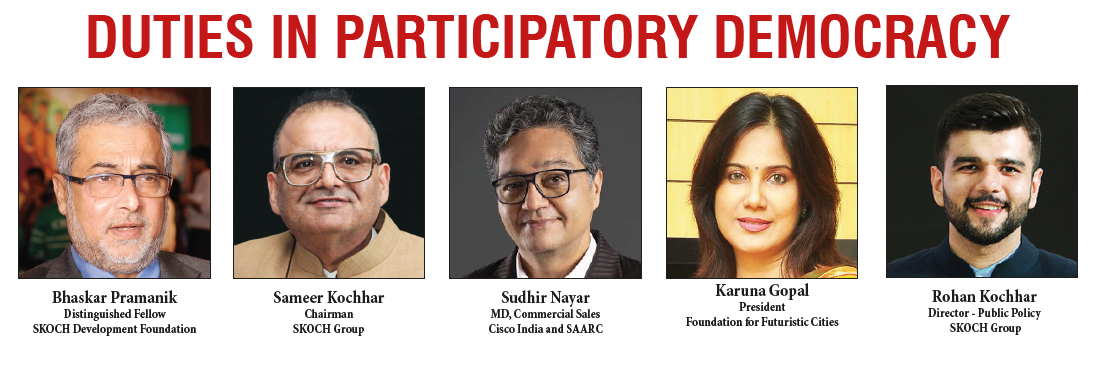 DUTIES IN PARTICIPATORY DEMOCRACY
Bhaskar Pramanik
Distinguished Fellow
SKOCH Development Foundation
Sameer Kochhar
Chairman
SKOCH Group
Sudhir Nayar
MD, Commercial Sales
Cisco India and SAARC
Karuna Gopal
President
Foundation for Futuristic Cities
Rohan Kochhar
Director - Public Policy
SKOCH Group